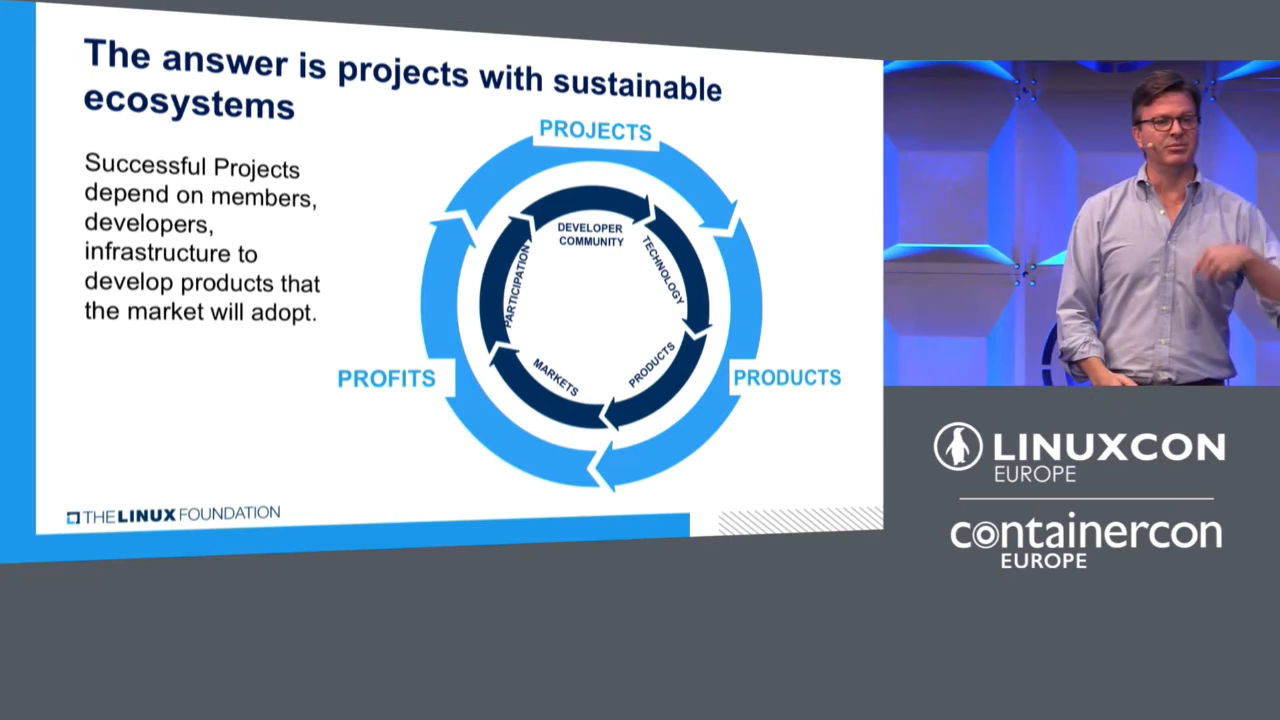 The answer is projects with sustainable
ecosystems
Successful Projects
depend on members,
developers,
infrastructure to
develop products that
the market will adopt.
PROJECTS
PRODUCTS
PROFITS
DEVELOPER
COMMUNITY
TECHNOLOGY
PRODUCTS
MARKETS
PARTICIPATION
THE LINUX FOUNDATION
LINUXCON
EUROPE
containercon
EUROPE